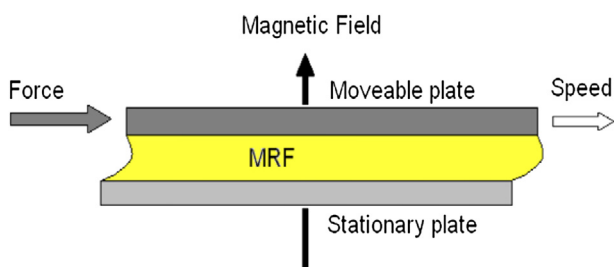 Magnetic Field
Force
Moveable plate
Speed
MRF
Stationary plate